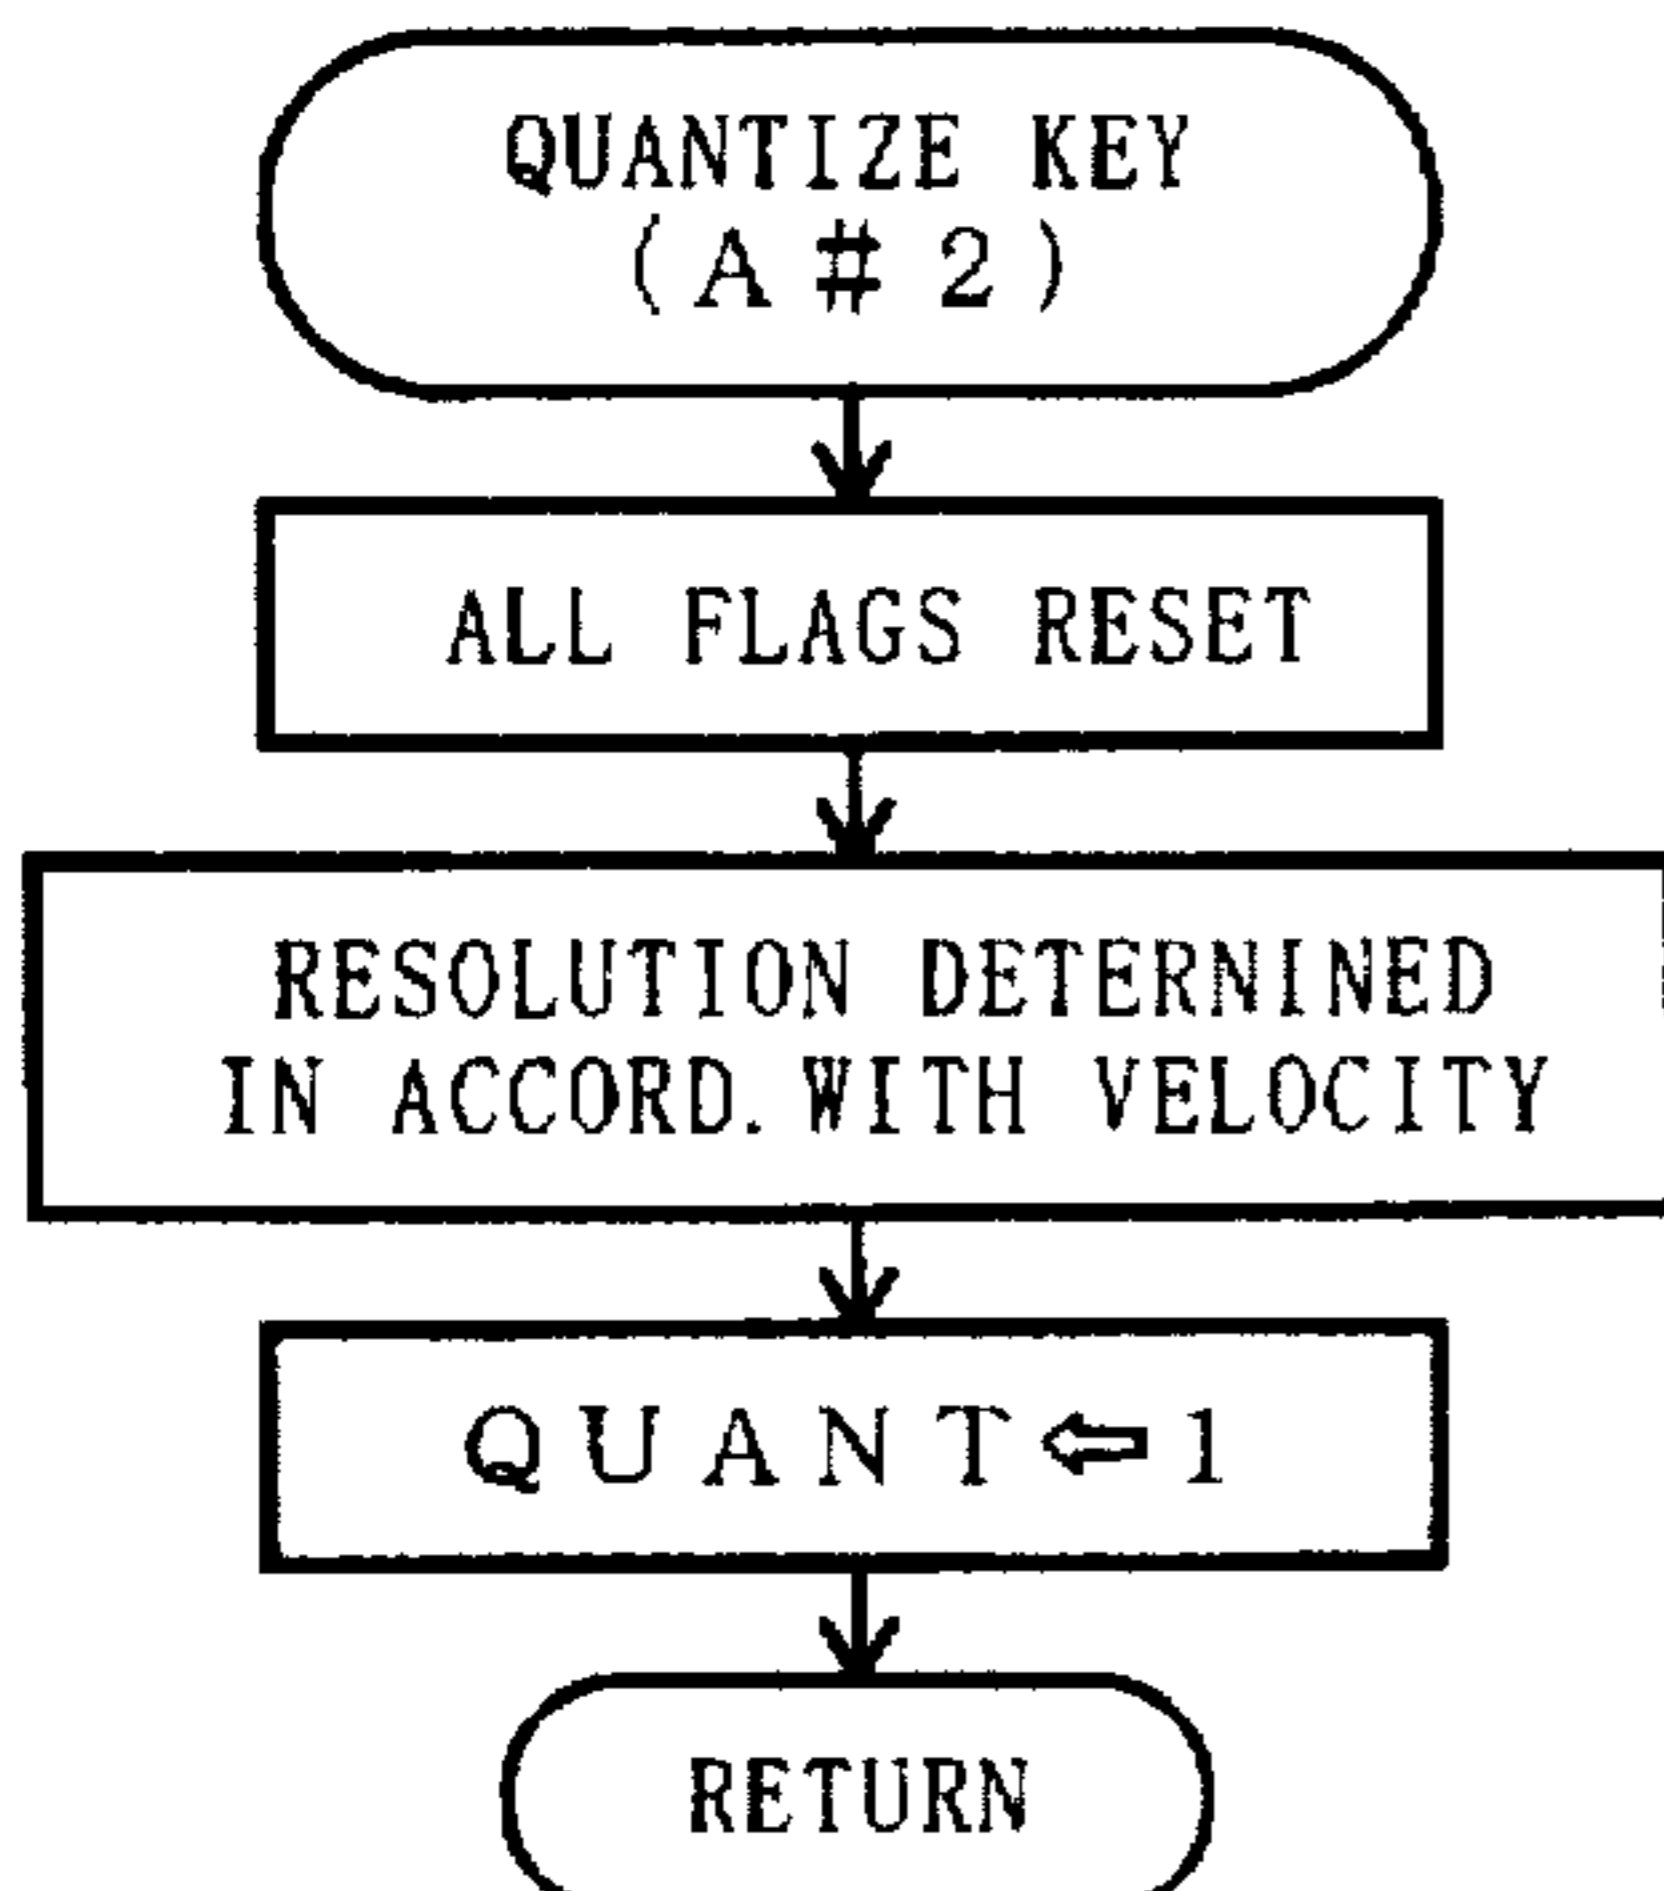 QUANTIZE KEY
(A#2)
ALL FLAGS RESET
RESOLUTION DETERNINED
IN ACCORD. WITH VELOCITY
QUANT⇦1
RETURN